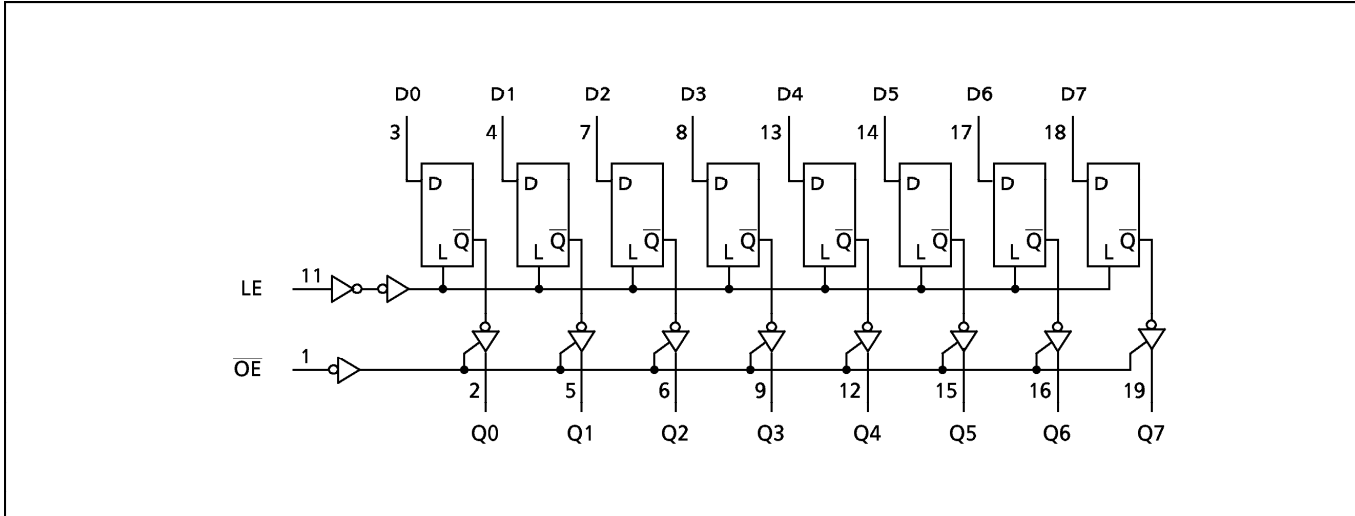 D0 D1 D2 D3 D4 D5 D6 D7
3 4 7 8 13 14 17 18
D D D D D D D D
Q̅ Q̅ Q̅ Q̅ Q̅ Q̅ Q̅ Q̅
L L L L L L L L
LE 11
O̅E̅ 1
2 5 6 9 12 15 16 19
Q0 Q1 Q2 Q3 Q4 Q5 Q6 Q7